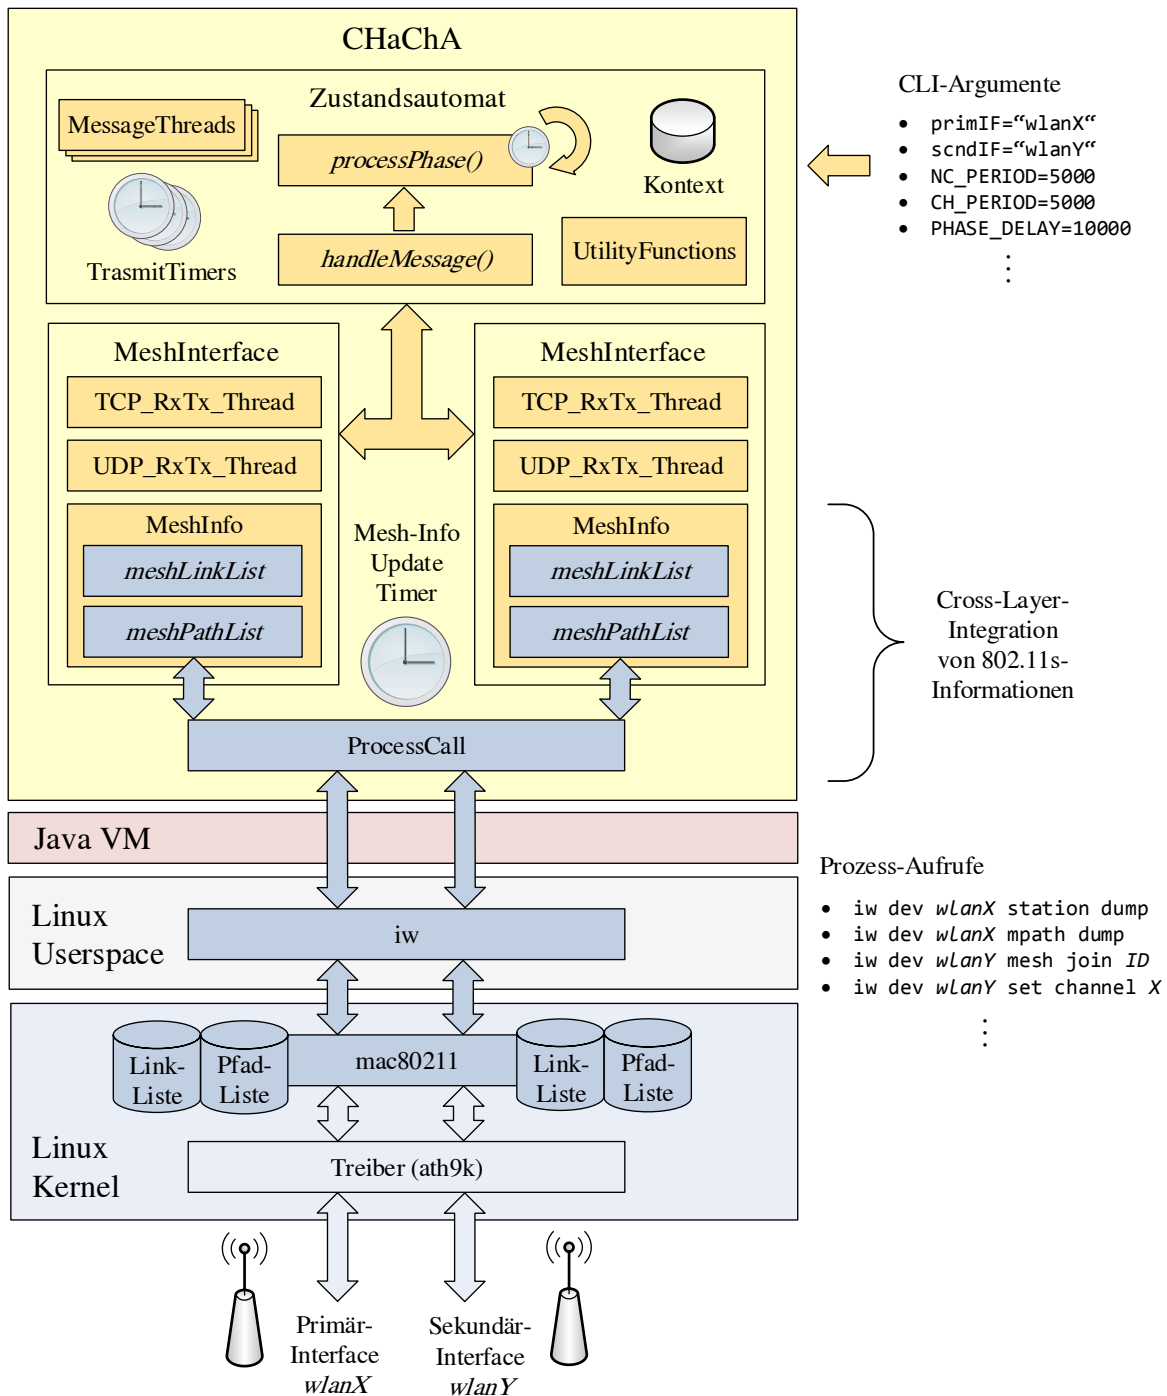 CHaChA
Zustandsautomat
MessageThreads
processPhase()
Kontext
TrasmitTimers
handleMessage()
UtilityFunctions
CLI-Argumente
• primIF=“wlanX“
• scndIF=“wlanY“
• NC_PERIOD=5000
• CH_PERIOD=5000
• PHASE_DELAY=10000
⋮
MeshInterface
TCP_RxTx_Thread
UDP_RxTx_Thread
MeshInfo
meshLinkList
meshPathList
Mesh-Info
Update
Timer
MeshInterface
TCP_RxTx_Thread
UDP_RxTx_Thread
MeshInfo
meshLinkList
meshPathList
Cross-Layer-
Integration
von 802.11s-
Informationen
ProcessCall
Java VM
Linux
Userspace
iw
Prozess-Aufrufe
• iw dev wlanX station dump
• iw dev wlanX mpath dump
• iw dev wlanY mesh join ID
• iw dev wlanY set channel X
⋮
Link-
Liste
Pfad-
Liste
mac80211
Link-
Liste
Pfad-
Liste
Linux
Kernel
Treiber (ath9k)
Primär-
Interface
wlanX
Sekundär-
Interface
wlanY